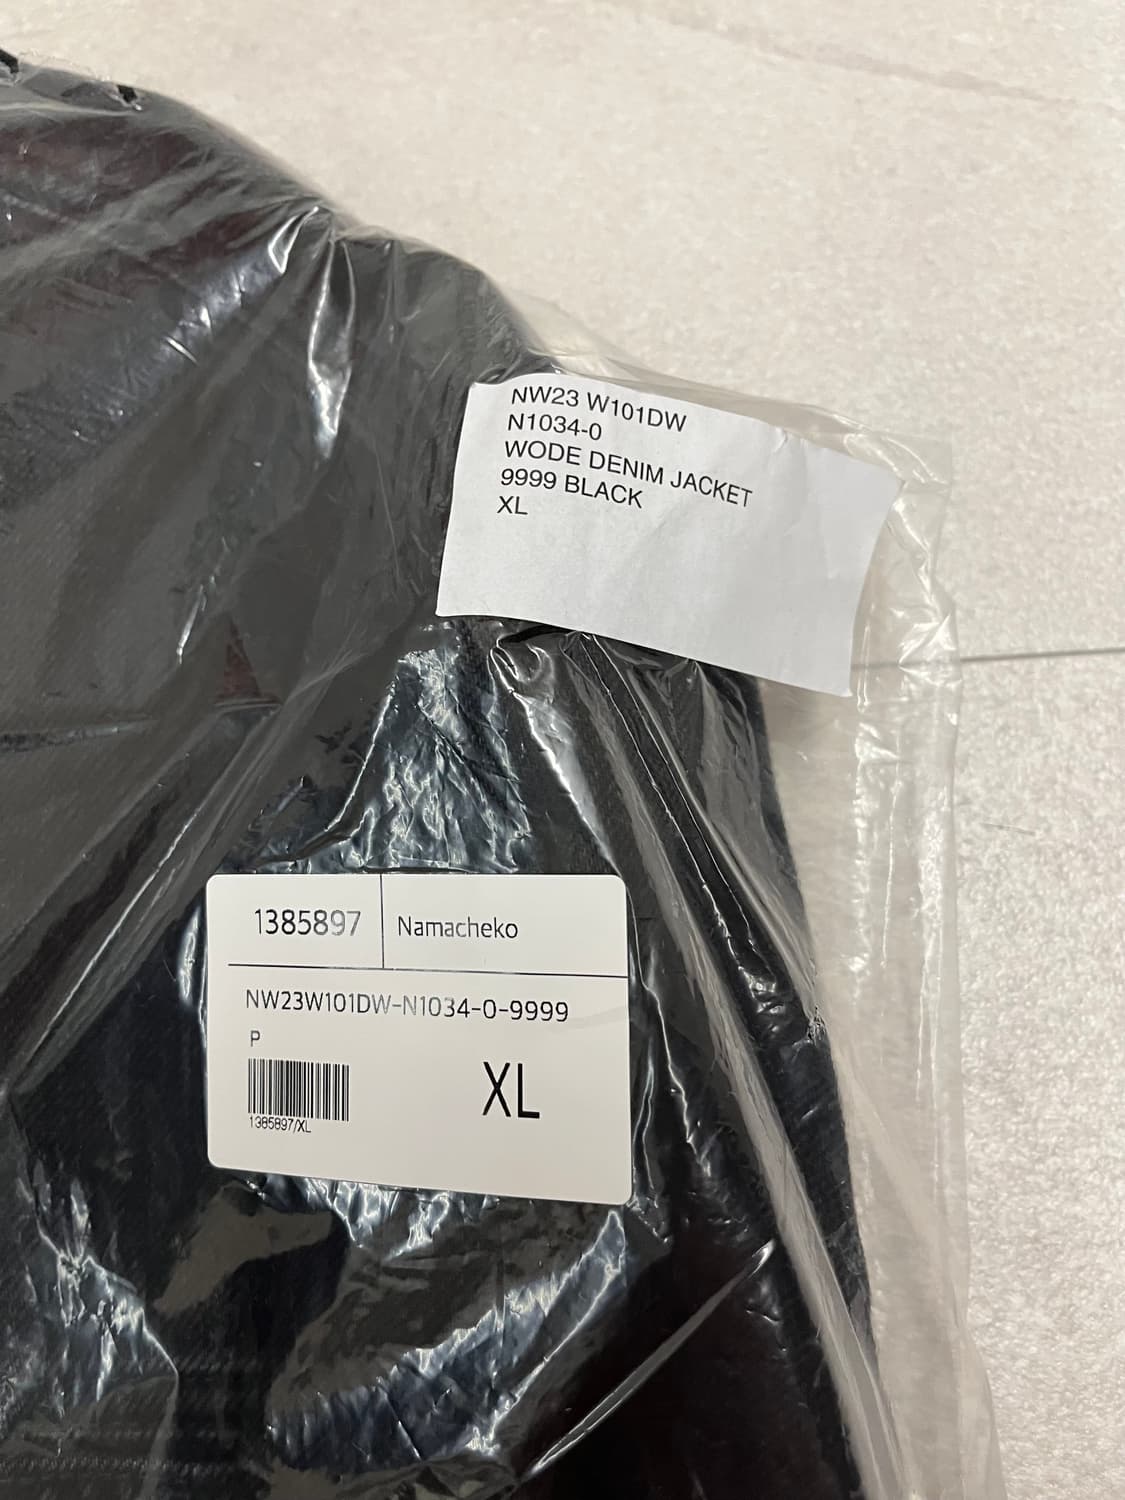 NW23 W101DW
N1034-0
WODE DENIM JACKET
9999 BLACK
XL
1385897 Namacheko
NW23W101DW-N1034-0-9999
P
XL
1385897/XL